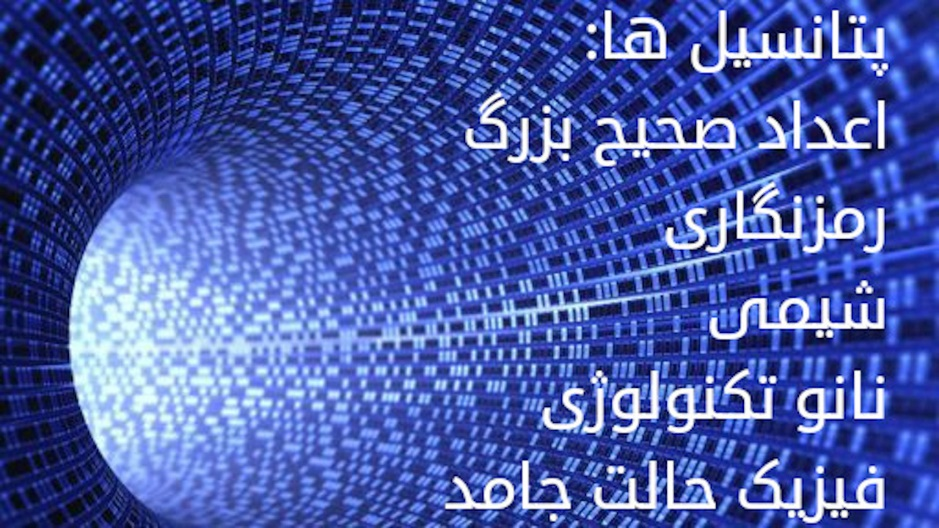 پتانسیل ها:
اعداد صحیح بزرگ
رمزنگاری
شیمی
نانو تکنولوژی
فیزیک حالت جامد